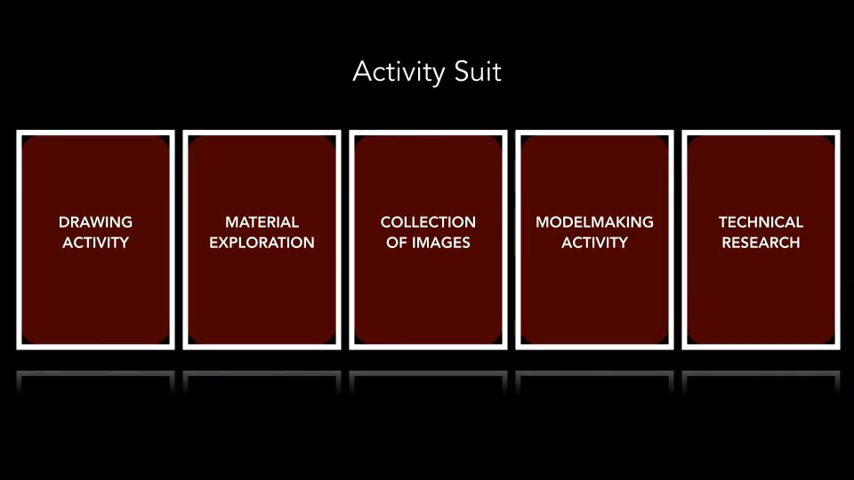 Activity Suit
DRAWING
ACTIVITY
MATERIAL
EXPLORATION
COLLECTION
OF IMAGES
MODELMAKING
ACTIVITY
TECHNICAL
RESEARCH